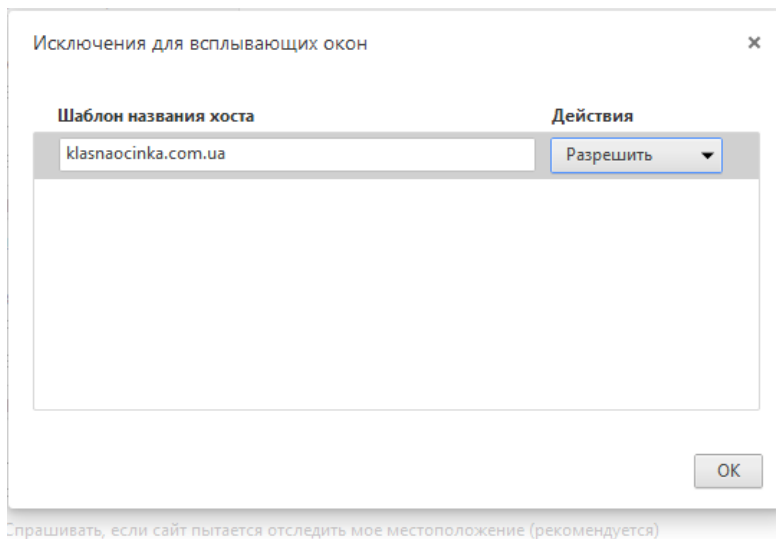 Исключения для всплывающих окон ×
Шаблон названия хоста Действия
klasnaocinka.com.ua Разрешить
OK
Спрашивать, если сайт пытается отследить мое местоположение (рекомендуется)